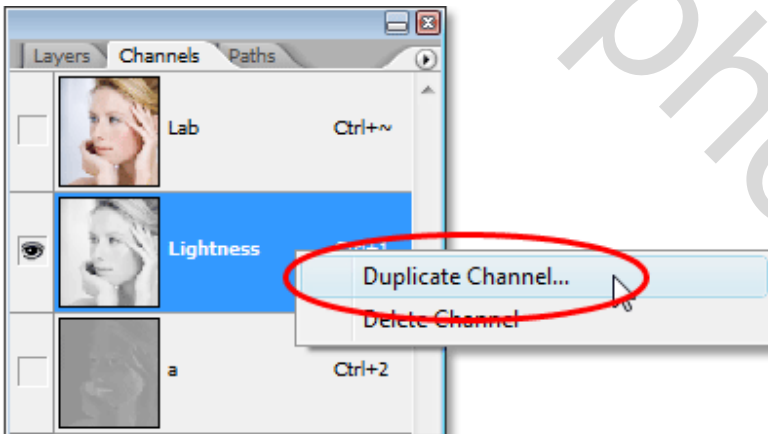 Layers Channels Paths
Lab Ctrl+~
Lightness
Duplicate Channel...
Delete Channel
a Ctrl+2